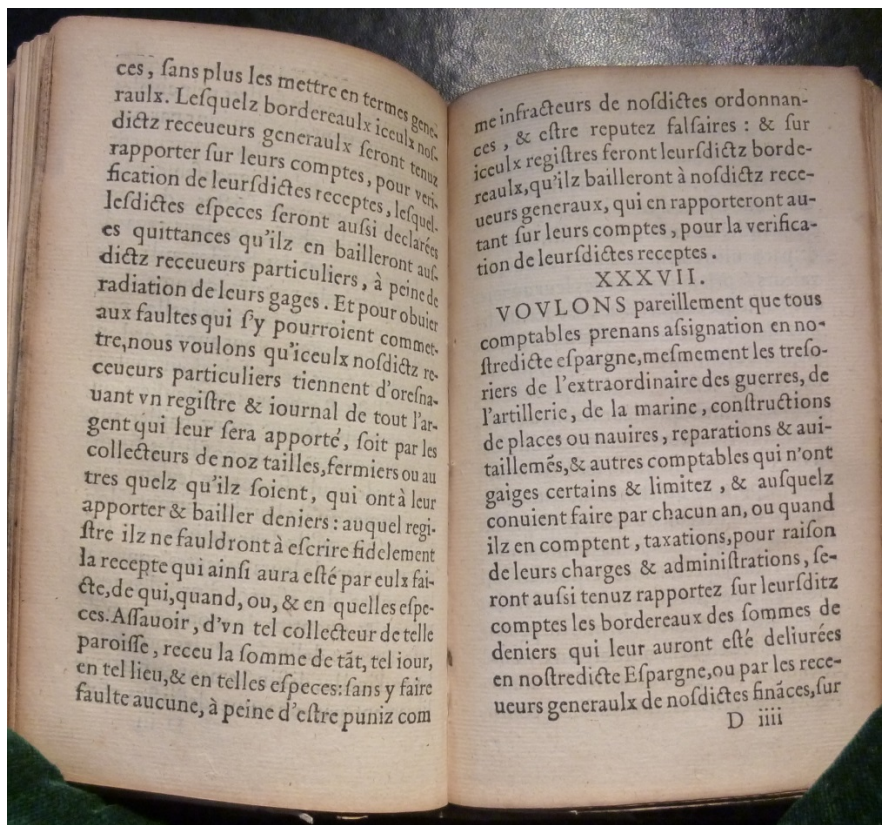 ces, ſans plus les mettre en termes gene-
raulx. Leſquelz bordereaulx iceulx noſ-
dictz receueurs generaulx ſeront tenuz
rapporter ſur leurs comptes, pour veri-
fication de leurſdictes receptes, leſquel-
leſdictes eſpeces ſeront auſsi declarées
es quittances qu'ilz en bailleront auſ-
dictz receueurs particuliers, à peine de
radiation de leurs gages. Et pour obuier
aux faultes qui ſ'y pourroient commet-
tre, nous voulons qu'iceulx noſdictz re-
ceueurs particuliers tiennent d'oreſna-
uant vn regiſtre & iournal de tout l'ar-
gent qui leur ſera apporté, ſoit par les
collecteurs de noz tailles, fermiers ou au
tres quelz qu'ilz ſoient, qui ont à leur
apporter & bailler deniers: auquel regi-
ſtre ilz ne fauldront à eſcrire fidelement
la recepte qui ainſi aura eſté par eulx fai-
cte, de qui, quand, ou, & en quelles eſpe-
ces. Aſſauoir, d'vn tel collecteur de telle
paroiſſe, receu la ſomme de tãt, tel iour,
en tel lieu, & en telles eſpeces: ſans y faire
faulte aucune, à peine d'eſtre puniz com
me infracteurs de noſdictes ordonnan-
ces, & eſtre reputez falſaires: & ſur
iceulx regiſtres feront leurſdictz borde-
reaulx, qu'ilz bailleront à noſdictz rece-
ueurs generaux, qui en rapporteront au-
tant ſur leurs comptes, pour la verifica-
tion de leurſdictes receptes.
XXXVII.
VOVLONS pareillement que tous
comptables prenans aſsignation en no-
ſtredicte eſpargne, meſmement les treſo-
riers de l'extraordinaire des guerres, de
l'artillerie, de la marine, conſtructions
de places ou nauires, reparations & aui-
taillemẽs, & autres comptables qui n'ont
gaiges certains & limitez, & auſquelz
conuient faire par chacun an, ou quand
ilz en comptent, taxations, pour raiſon
de leurs charges & adminiſtrations, ſe-
ront auſsi tenuz rapportez ſur leurſditz
comptes les bordereaux des ſommes de
deniers qui leur auront eſté deliurées
en noſtredicte Eſpargne, ou par les rece-
ueurs generaulx de noſdictes finãces, ſur
D iiii